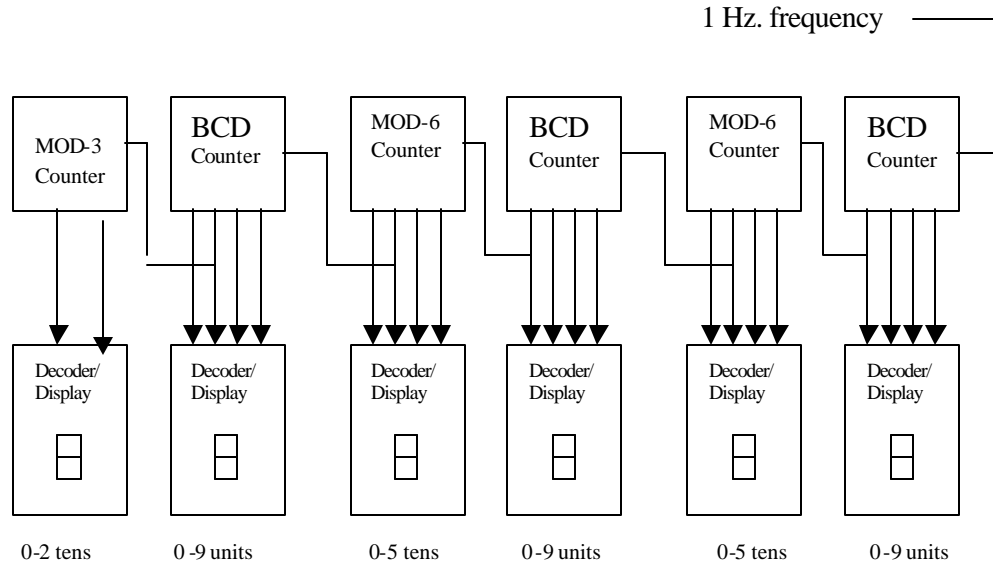 1 Hz. frequency
MOD-3
Counter
BCD
Counter
MOD-6
Counter
BCD
Counter
MOD-6
Counter
BCD
Counter
Decoder/
Display
Decoder/
Display
Decoder/
Display
Decoder/
Display
Decoder/
Display
Decoder/
Display
0-2 tens
0-9 units
0-5 tens
0-9 units
0-5 tens
0-9 units